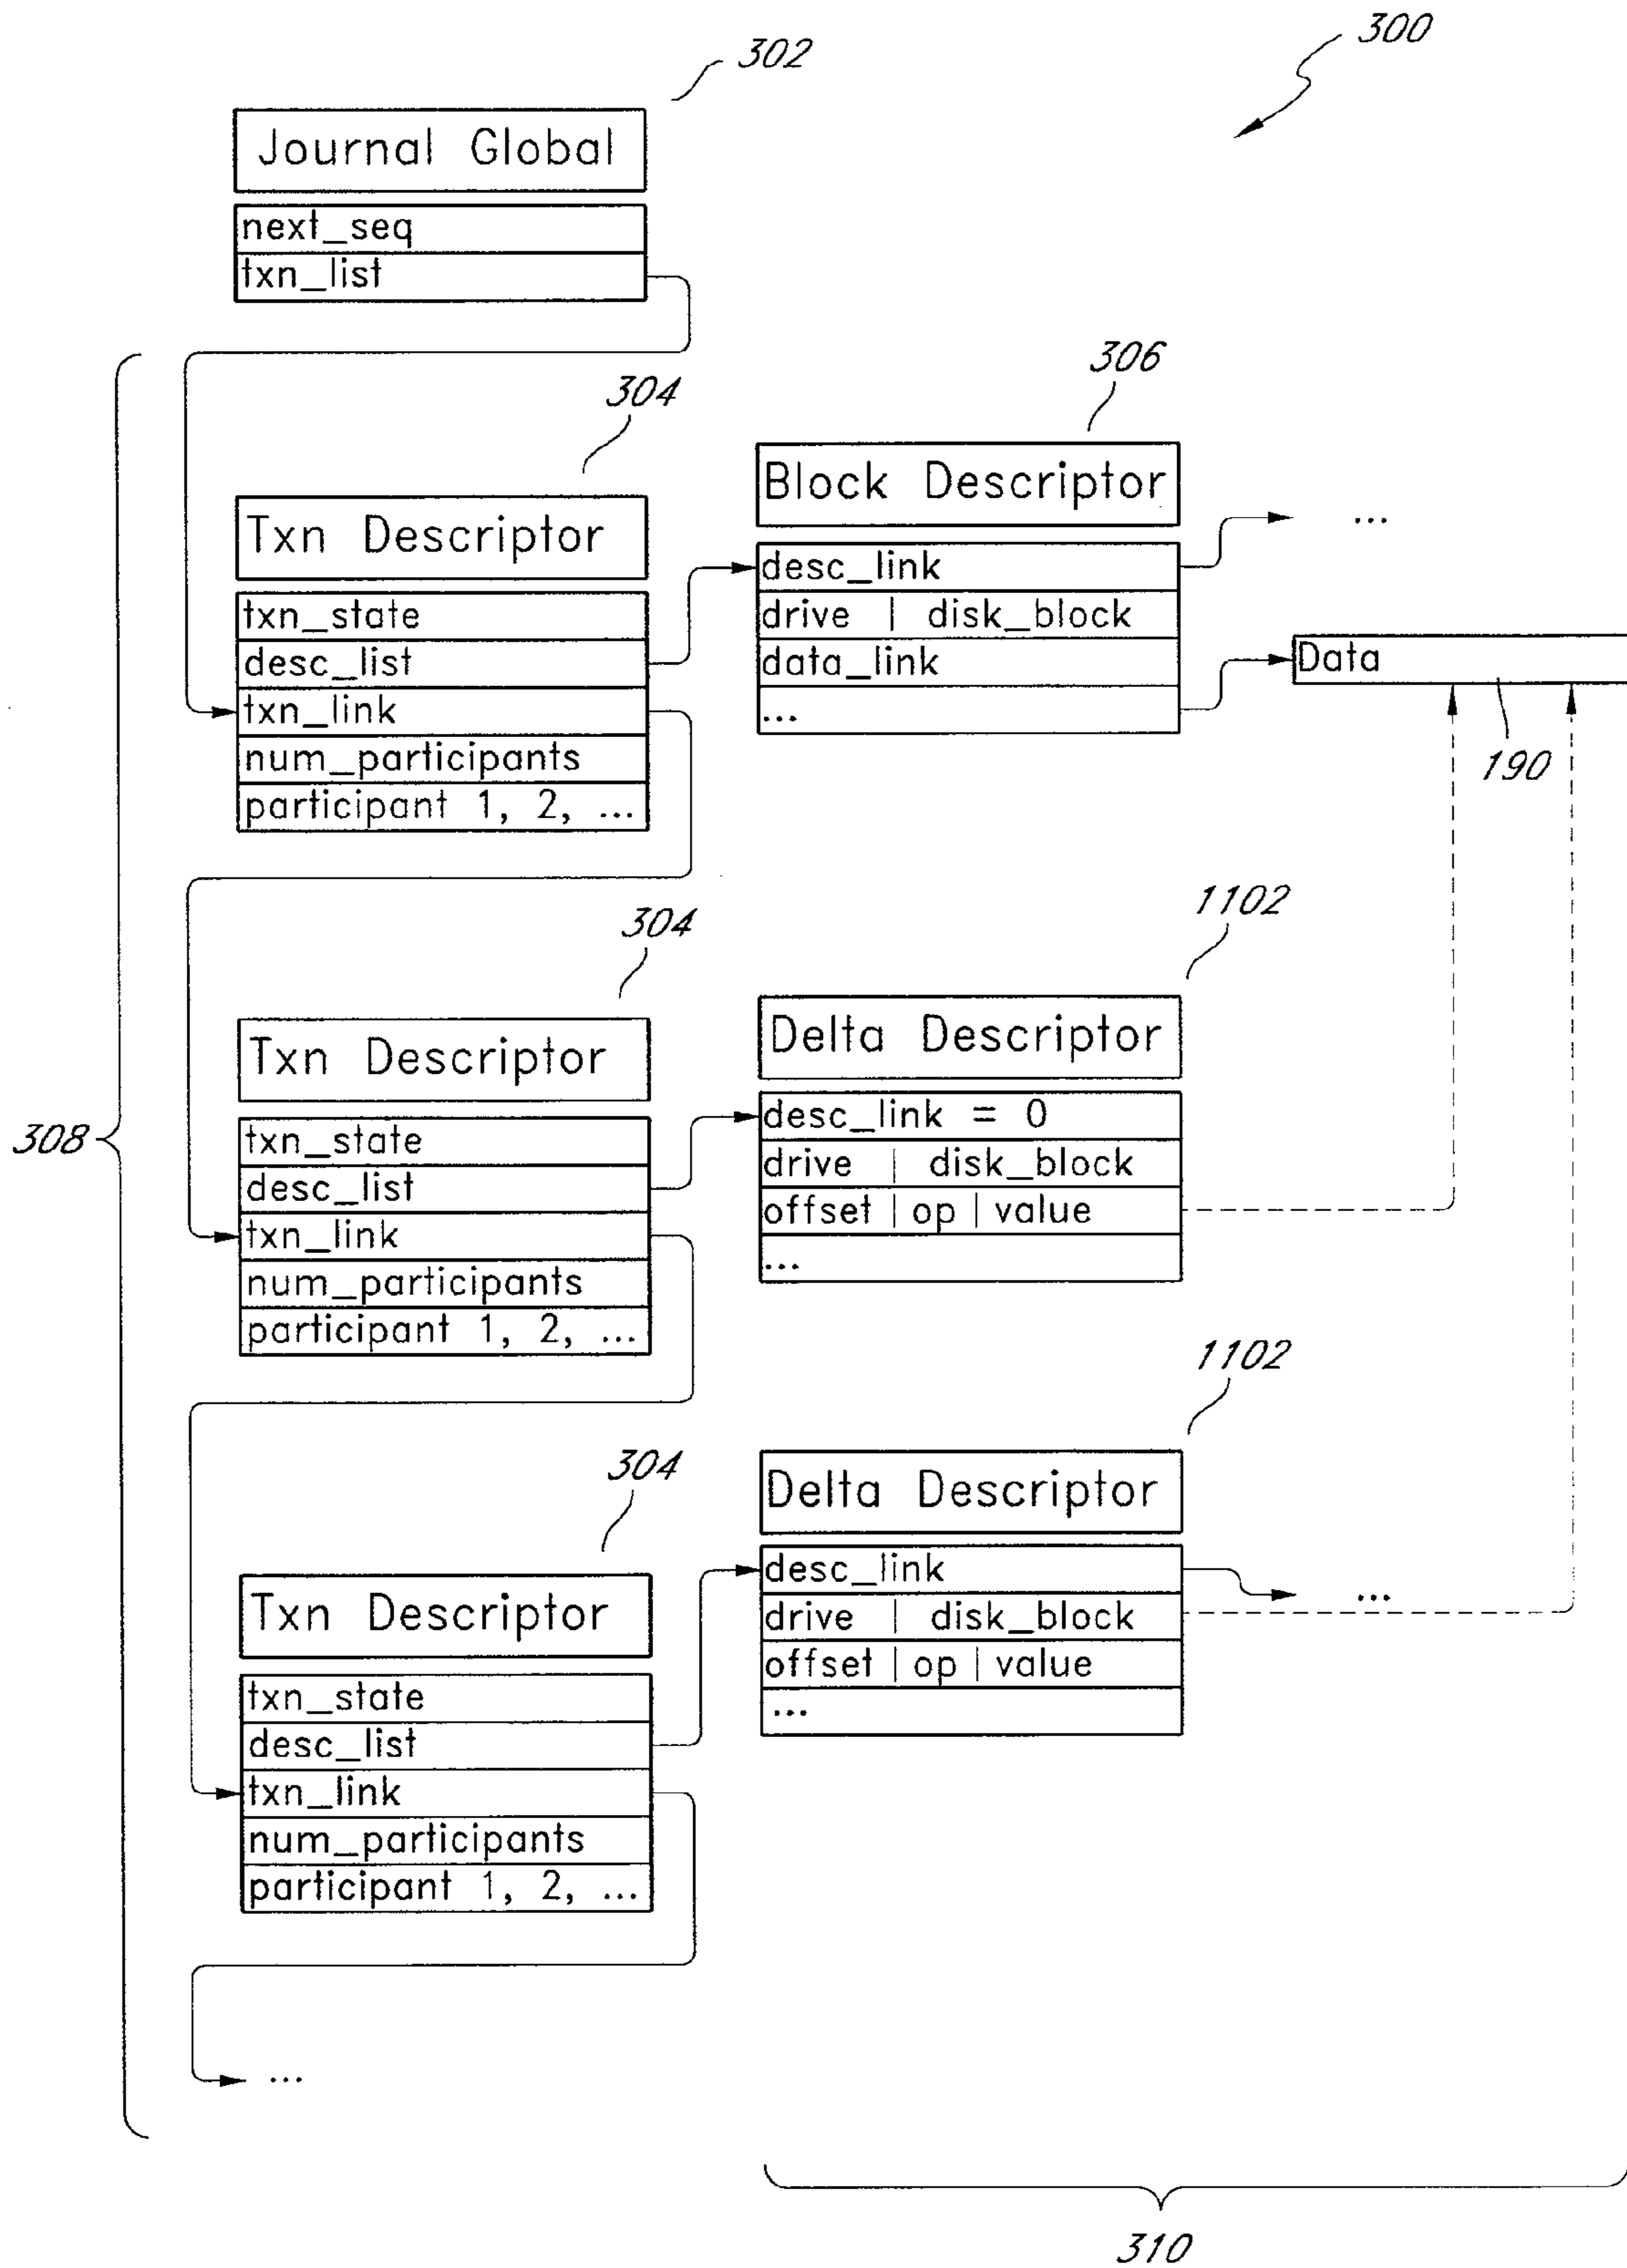 300
302
Journal Global
next_seq
txn_list
304
Txn Descriptor
txn_state
desc_list
txn_link
num_participants
participant 1, 2, ...
306
Block Descriptor
desc_link
drive | disk_block
data_link
...
...
Data
190
304
Txn Descriptor
txn_state
desc_list
txn_link
num_participants
participant 1, 2, ...
1102
Delta Descriptor
desc_link = 0
drive | disk_block
offset | op | value
...
308
304
Txn Descriptor
txn_state
desc_list
txn_link
num_participants
participant 1, 2, ...
1102
Delta Descriptor
desc_link
drive | disk_block
offset | op | value
...
...
...
310